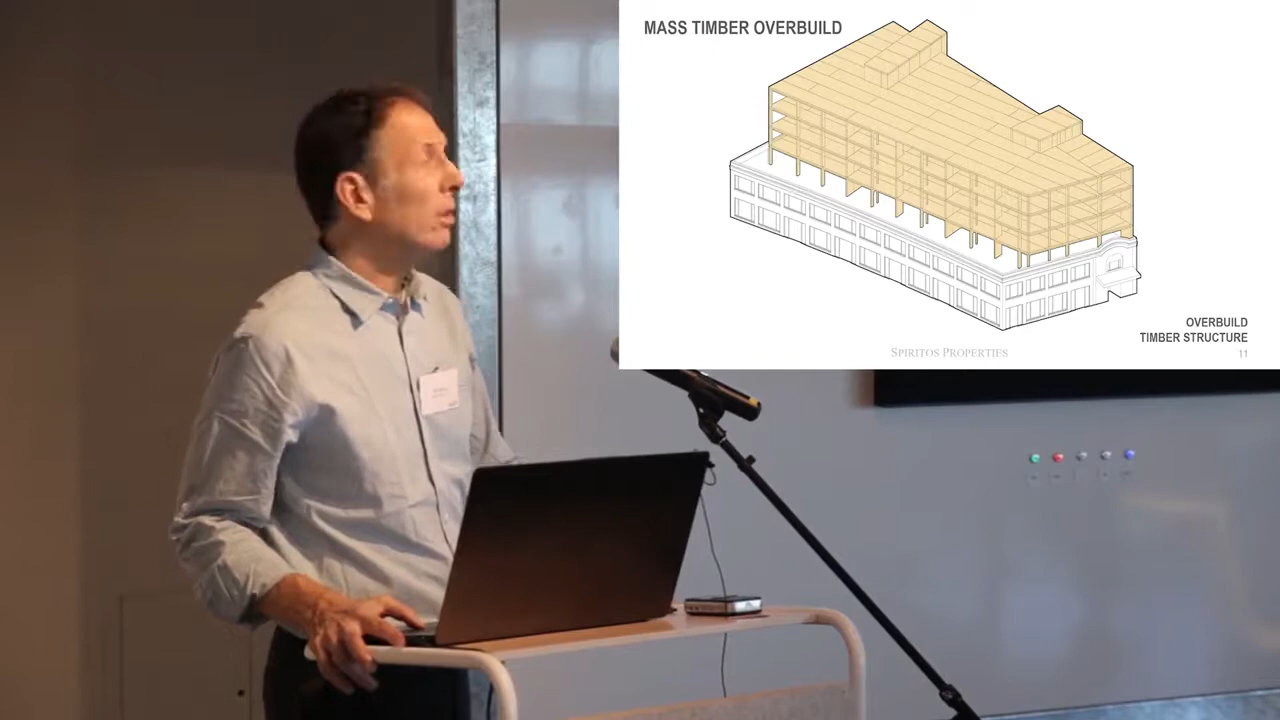 MASS TIMBER OVERBUILD
OVERBUILD
TIMBER STRUCTURE
SPIRITOS PROPERTIES
11